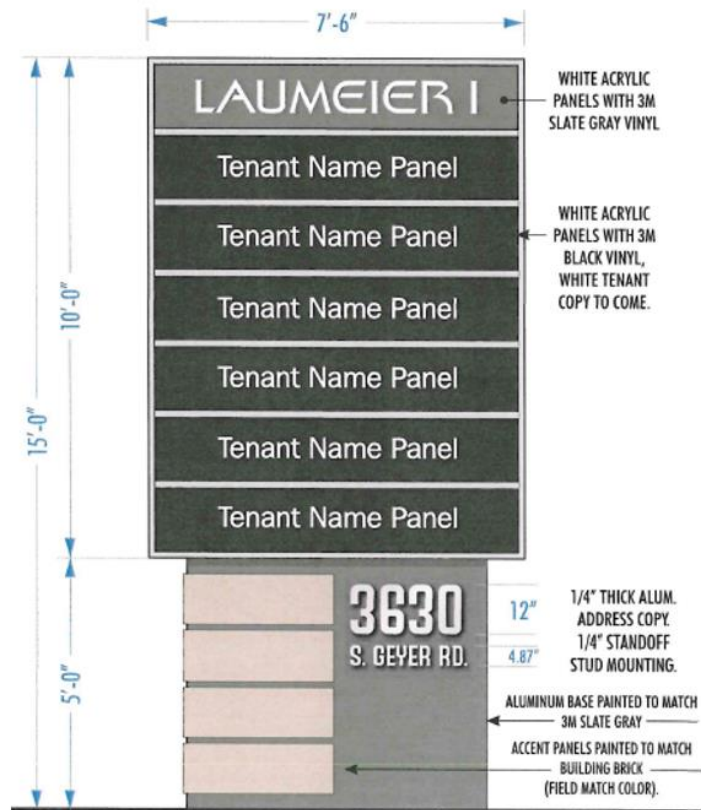 7'-6"
LAUMEIER I
WHITE ACRYLIC
PANELS WITH 3M
SLATE GRAY VINYL
Tenant Name Panel
Tenant Name Panel
WHITE ACRYLIC
PANELS WITH 3M
BLACK VINYL,
WHITE TENANT
COPY TO COME.
Tenant Name Panel
Tenant Name Panel
Tenant Name Panel
Tenant Name Panel
10'-0"
15'-0"
5'-0"
3630
S. GEYER RD.
12"
4.87"
1/4" THICK ALUM.
ADDRESS COPY.
1/4" STANDOFF
STUD MOUNTING.
ALUMINUM BASE PAINTED TO MATCH
3M SLATE GRAY
ACCENT PANELS PAINTED TO MATCH
BUILDING BRICK
(FIELD MATCH COLOR).